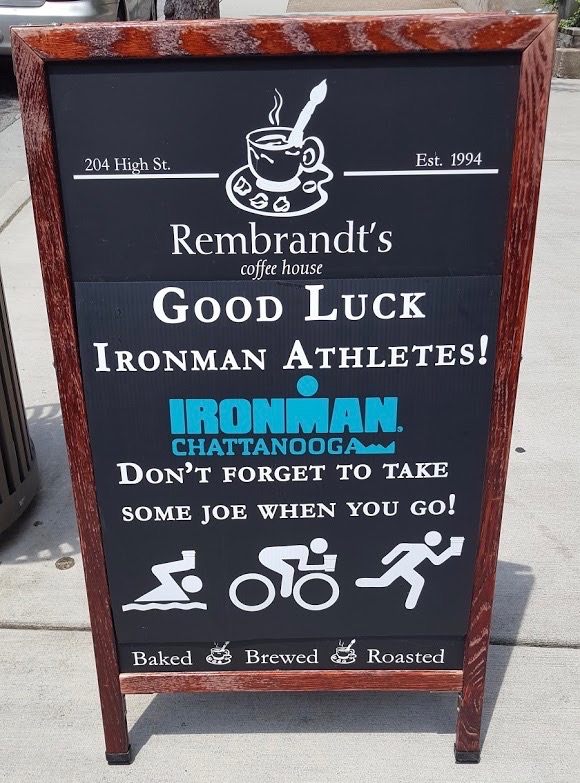 204 High St.
Est. 1994
Rembrandt's
coffee house
Good Luck
Ironman Athletes!
IRONMAN®
CHATTANOOGA
Don't forget to take
some joe when you go!
Baked Brewed Roasted